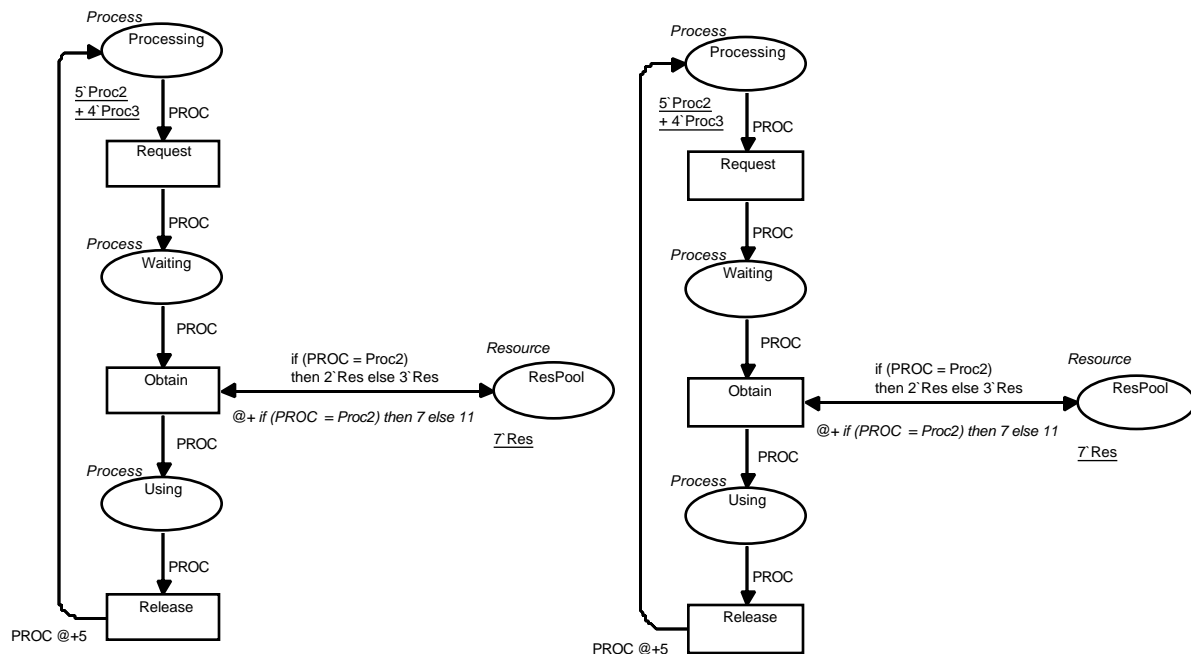 Process
Processing
5`Proc2
+ 4`Proc3
PROC
Request
PROC
Process
Waiting
PROC
if (PROC = Proc2)
then 2`Res else 3`Res
Resource
ResPool
Obtain
@+ if (PROC = Proc2) then 7 else 11
7`Res
PROC
Process
Using
PROC
Release
PROC @+5
Process
Processing
5`Proc2
+ 4`Proc3
PROC
Request
PROC
Process
Waiting
PROC
if (PROC = Proc2)
then 2`Res else 3`Res
Resource
ResPool
Obtain
@+ if (PROC = Proc2) then 7 else 11
7`Res
PROC
Process
Using
PROC
Release
PROC @+5